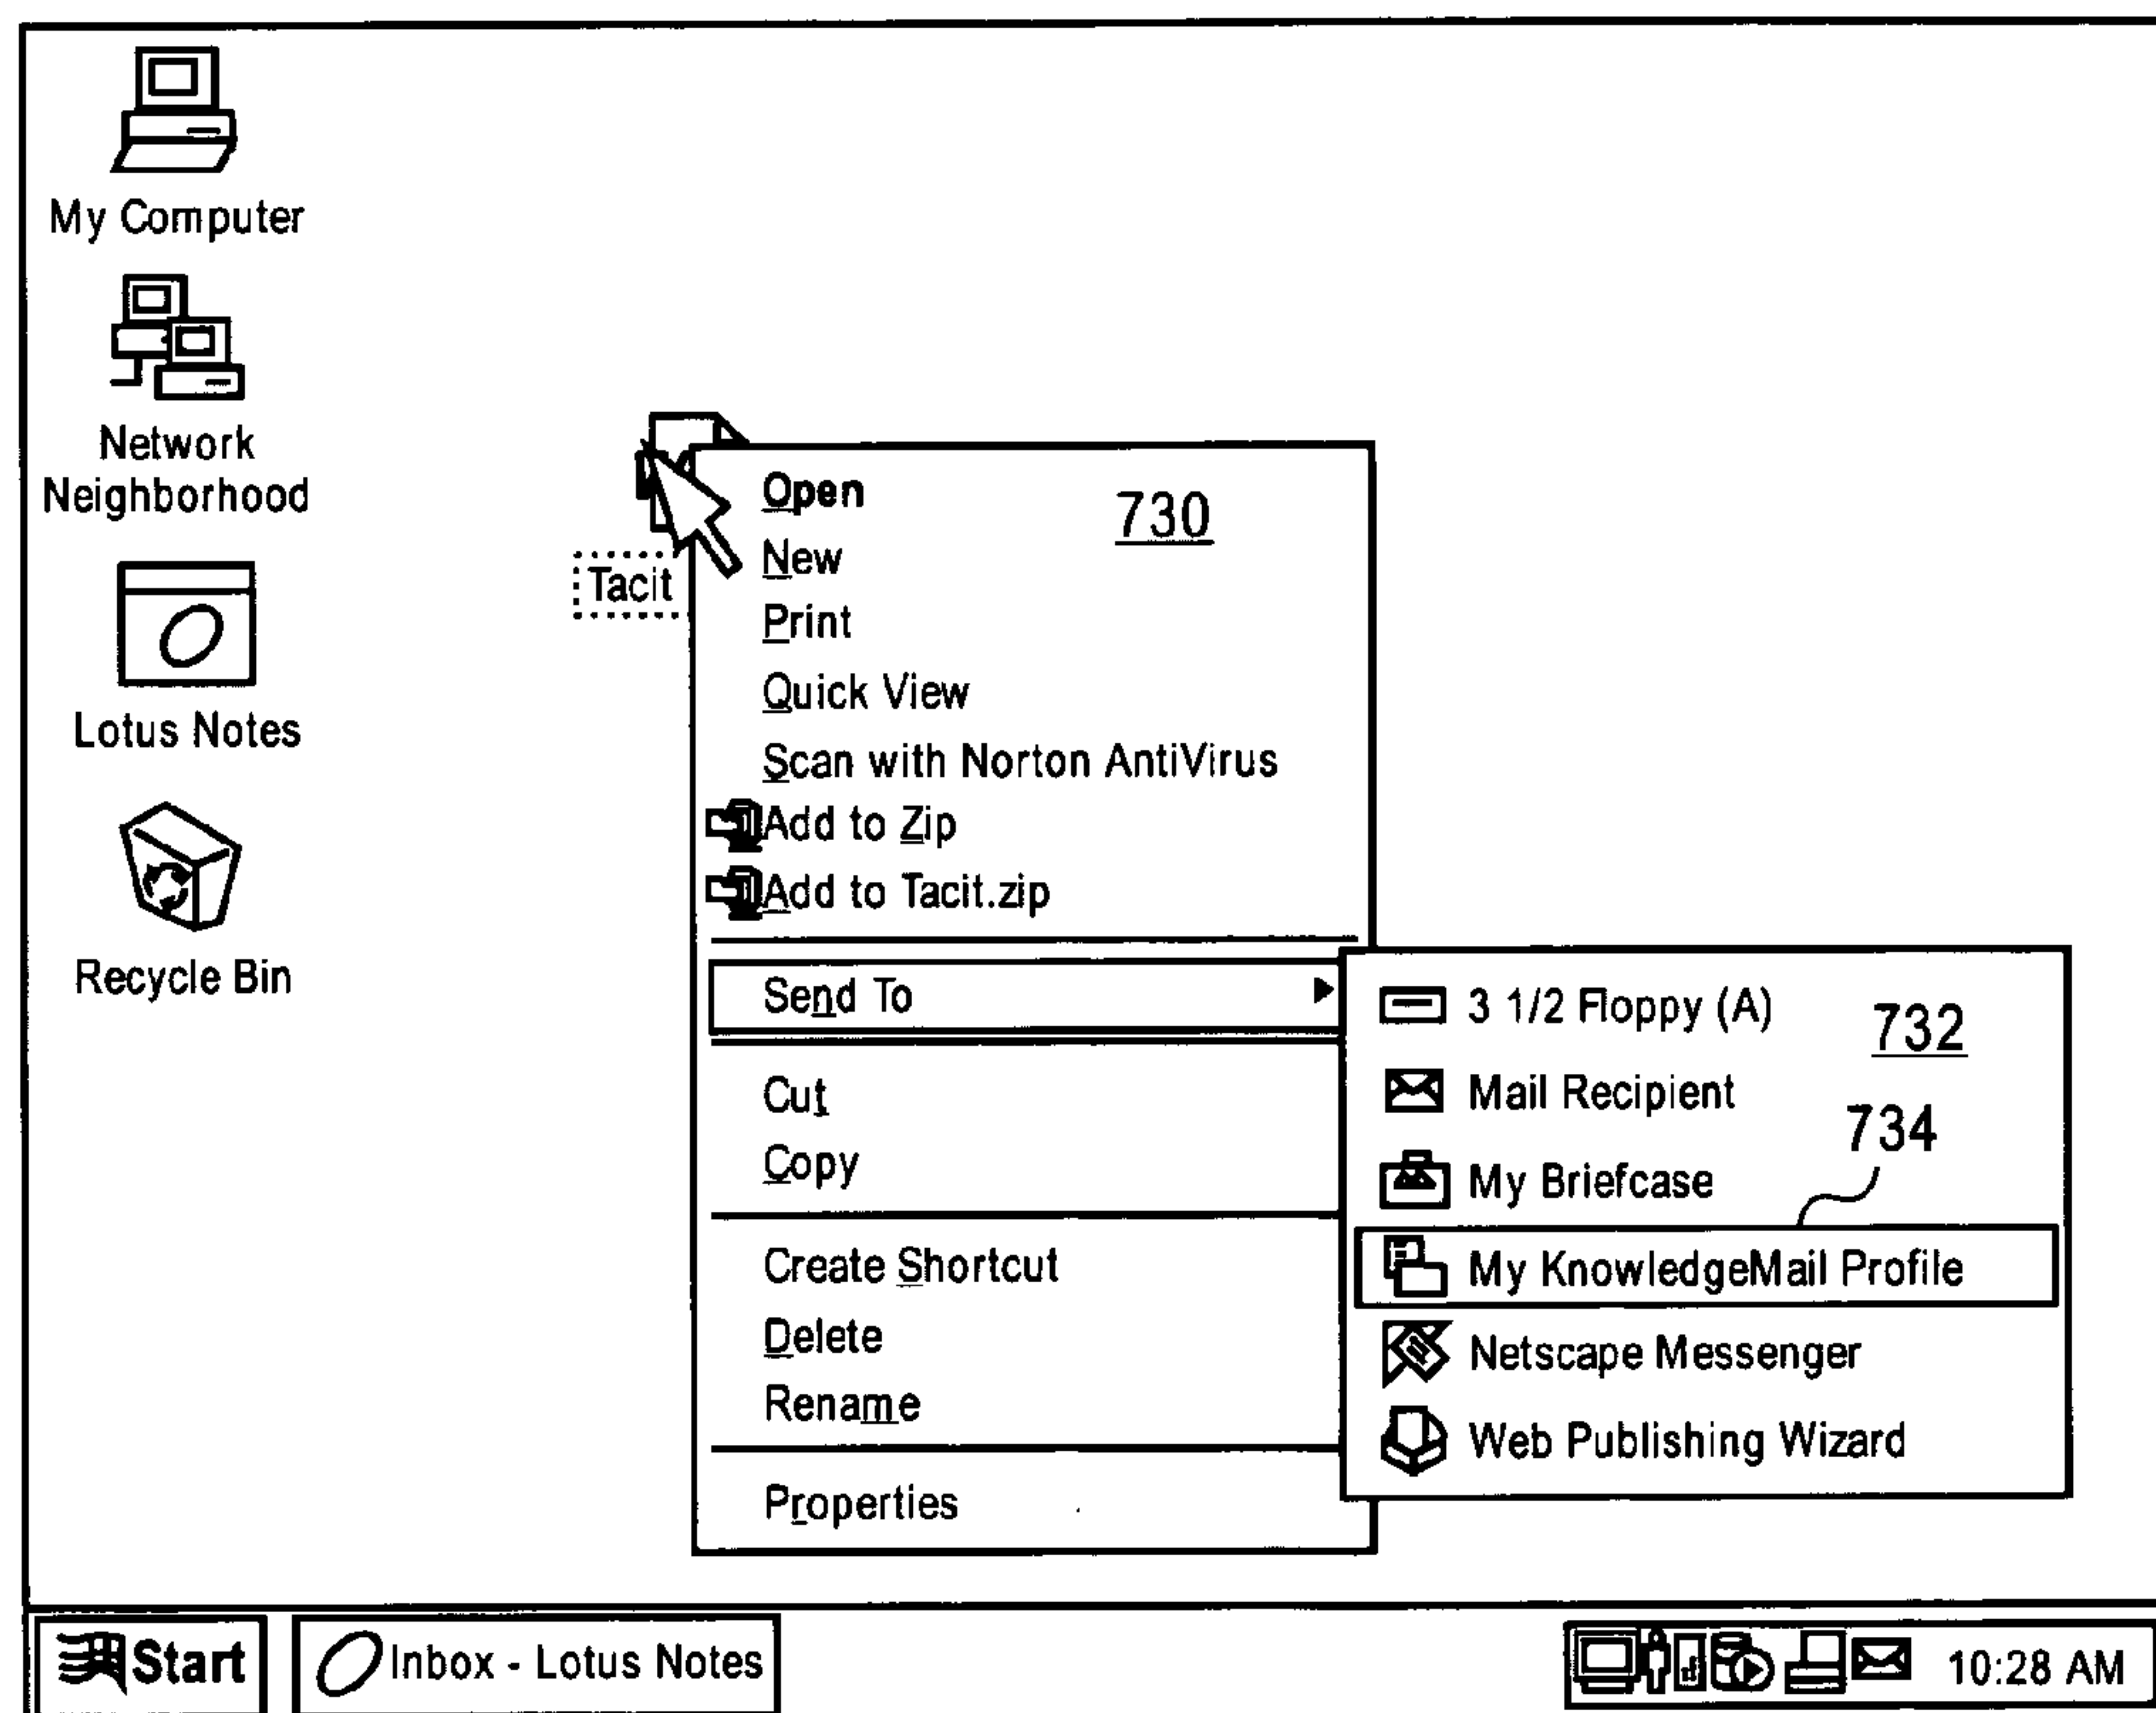 My Computer
Network
Neighborhood
Lotus Notes
Recycle Bin
Tacit
Open
730
New
Print
Quick View
Scan with Norton AntiVirus
Add to Zip
Add to Tacit.zip
Send To
Cut
Copy
Create Shortcut
Delete
Rename
Properties
3 1/2 Floppy (A)
732
Mail Recipient
734
My Briefcase
My KnowledgeMail Profile
Netscape Messenger
Web Publishing Wizard
Start
Inbox - Lotus Notes
10:28 AM